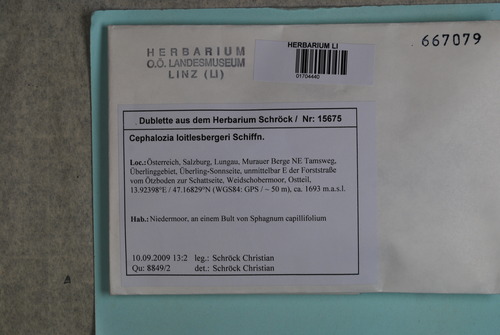 HERBARIUM
O.Ö. LANDESMUSEUM
LINZ (LI)
HERBARIUM LI
01704440
667079
Dublette aus dem Herbarium Schröck / Nr: 15675
Cephalozia loitlesbergeri Schiffn.
Loc.:Österreich, Salzburg, Lungau, Murauer Berge NE Tamsweg,
Überlinggebiet, Überling-Sonnseite, unmittelbar E der Forststraße
vom Ötzboden zur Schattseite, Weidschobermoor, Ostteil,
13.92398°E / 47.16829°N (WGS84: GPS / ~ 50 m), ca. 1693 m.a.s.l.
Hab.: Niedermoor, an einem Bult von Sphagnum capillifolium
10.09.2009 13:2 leg.: Schröck Christian
Qu: 8849/2 det.: Schröck Christian